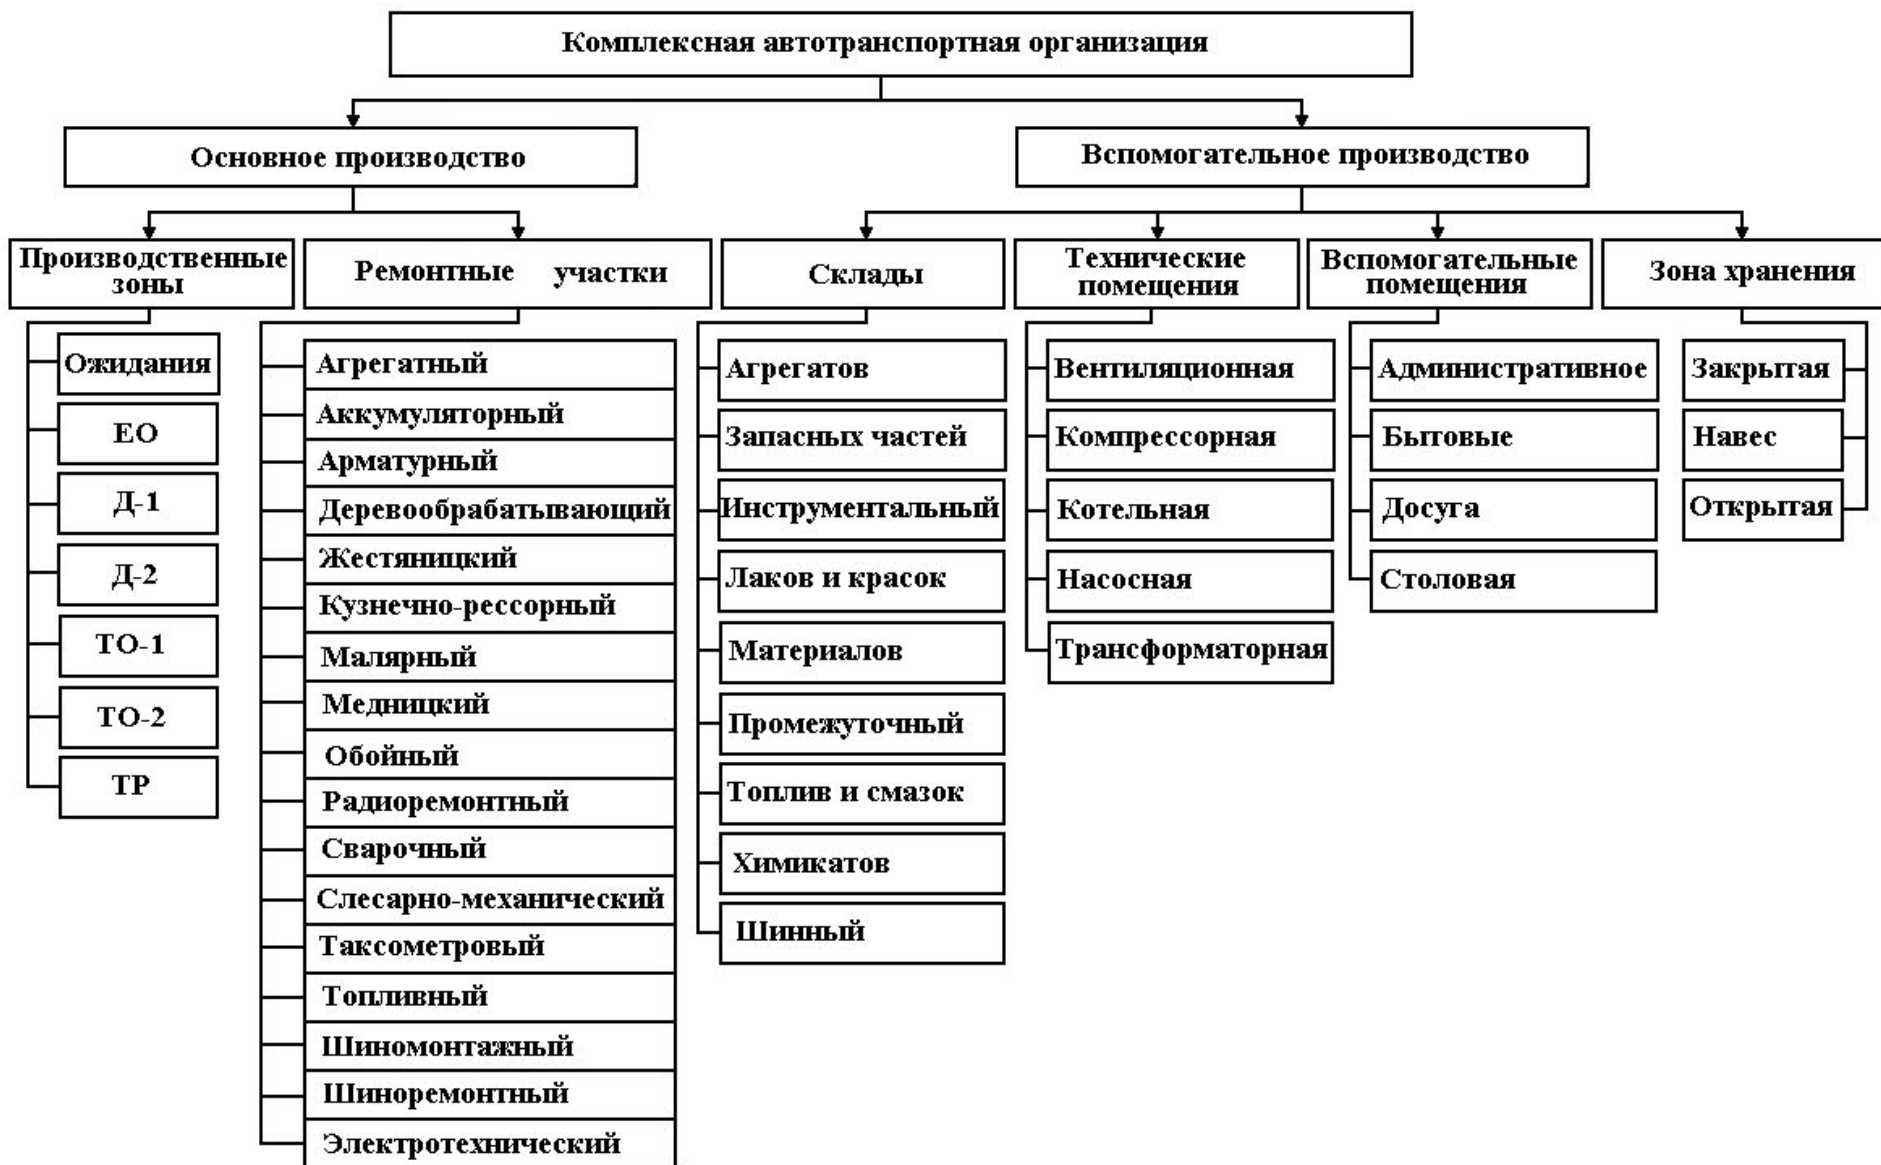 Комплексная автотранспортная организация
Основное производство
Вспомогательное производство
Производственные
зоны
Ремонтные участки
Склады
Технические
помещения
Вспомогательные
помещения
Зона хранения
Ожидания
ЕО
Д-1
Д-2
ТО-1
ТО-2
ТР
Агрегатный
Аккумуляторный
Арматурный
Деревообрабатывающий
Жестяницкий
Кузнечно-рессорный
Малярный
Медницкий
Обойный
Радиоремонтный
Сварочный
Слесарно-механический
Таксометровый
Топливный
Шиномонтажный
Шиноремонтный
Электротехнический
Агрегатов
Запасных частей
Инструментальный
Лаков и красок
Материалов
Промежуточный
Топлив и смазок
Химикатов
Шинный
Вентиляционная
Компрессорная
Котельная
Насосная
Трансформаторная
Административное
Бытовые
Досуга
Столовая
Закрытая
Навес
Открытая